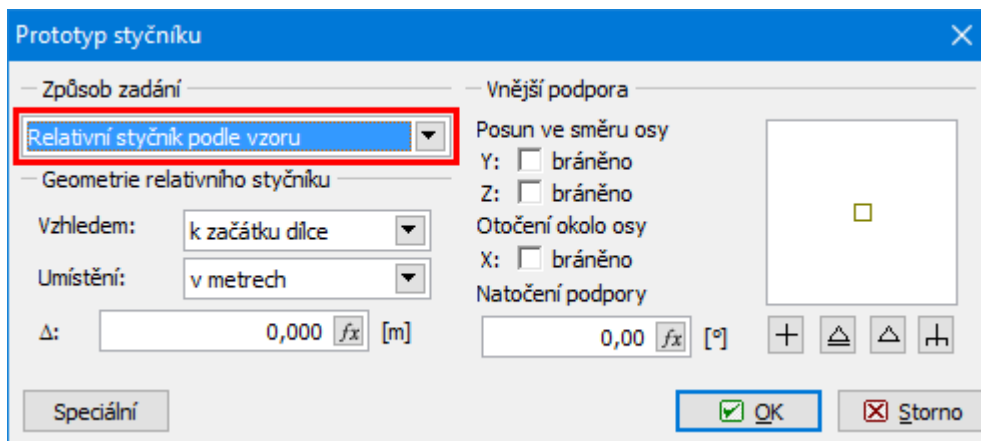 Prototyp styčníku
Způsob zadání
Relativní styčník podle vzoru
Geometrie relativního styčníku
Vzhledem: k začátku dílce
Umístění: v metrech
Δ: 0,000 fx [m]
Vnější podpora
Posun ve směru osy
Y: bráněno
Z: bráněno
Otočení okolo osy
X: bráněno
Natočení podpory
0,00 fx [°]
Speciální
OK
Storno